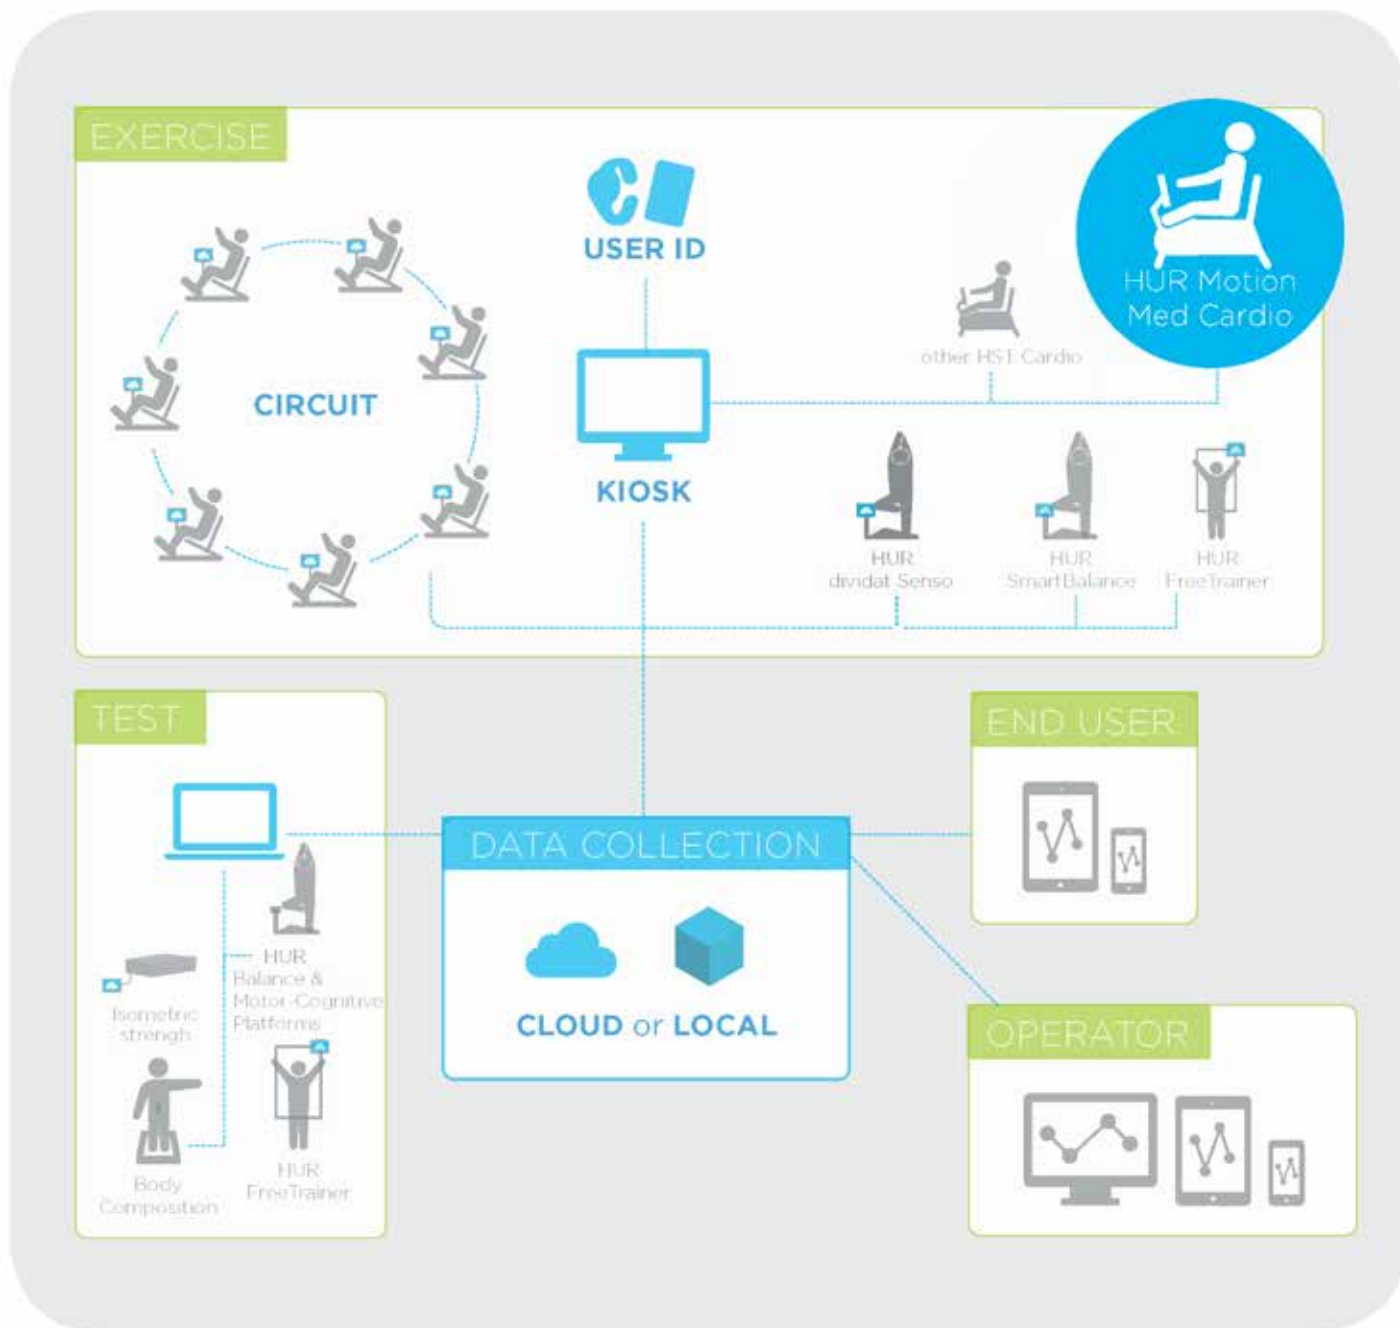 EXERCISE
USER ID
HUR Motion
Med Cardio
other HST Cardio
CIRCUIT
KIOSK
HUR
dividat Senso
HUR
SmartBalance
HUR
FreeTrainer
TEST
HUR
Balance &
Motor-Cognitive
Platforms
Isometric
strengh
Body
Composition
HUR
FreeTrainer
DATA COLLECTION
CLOUD or LOCAL
END USER
OPERATOR